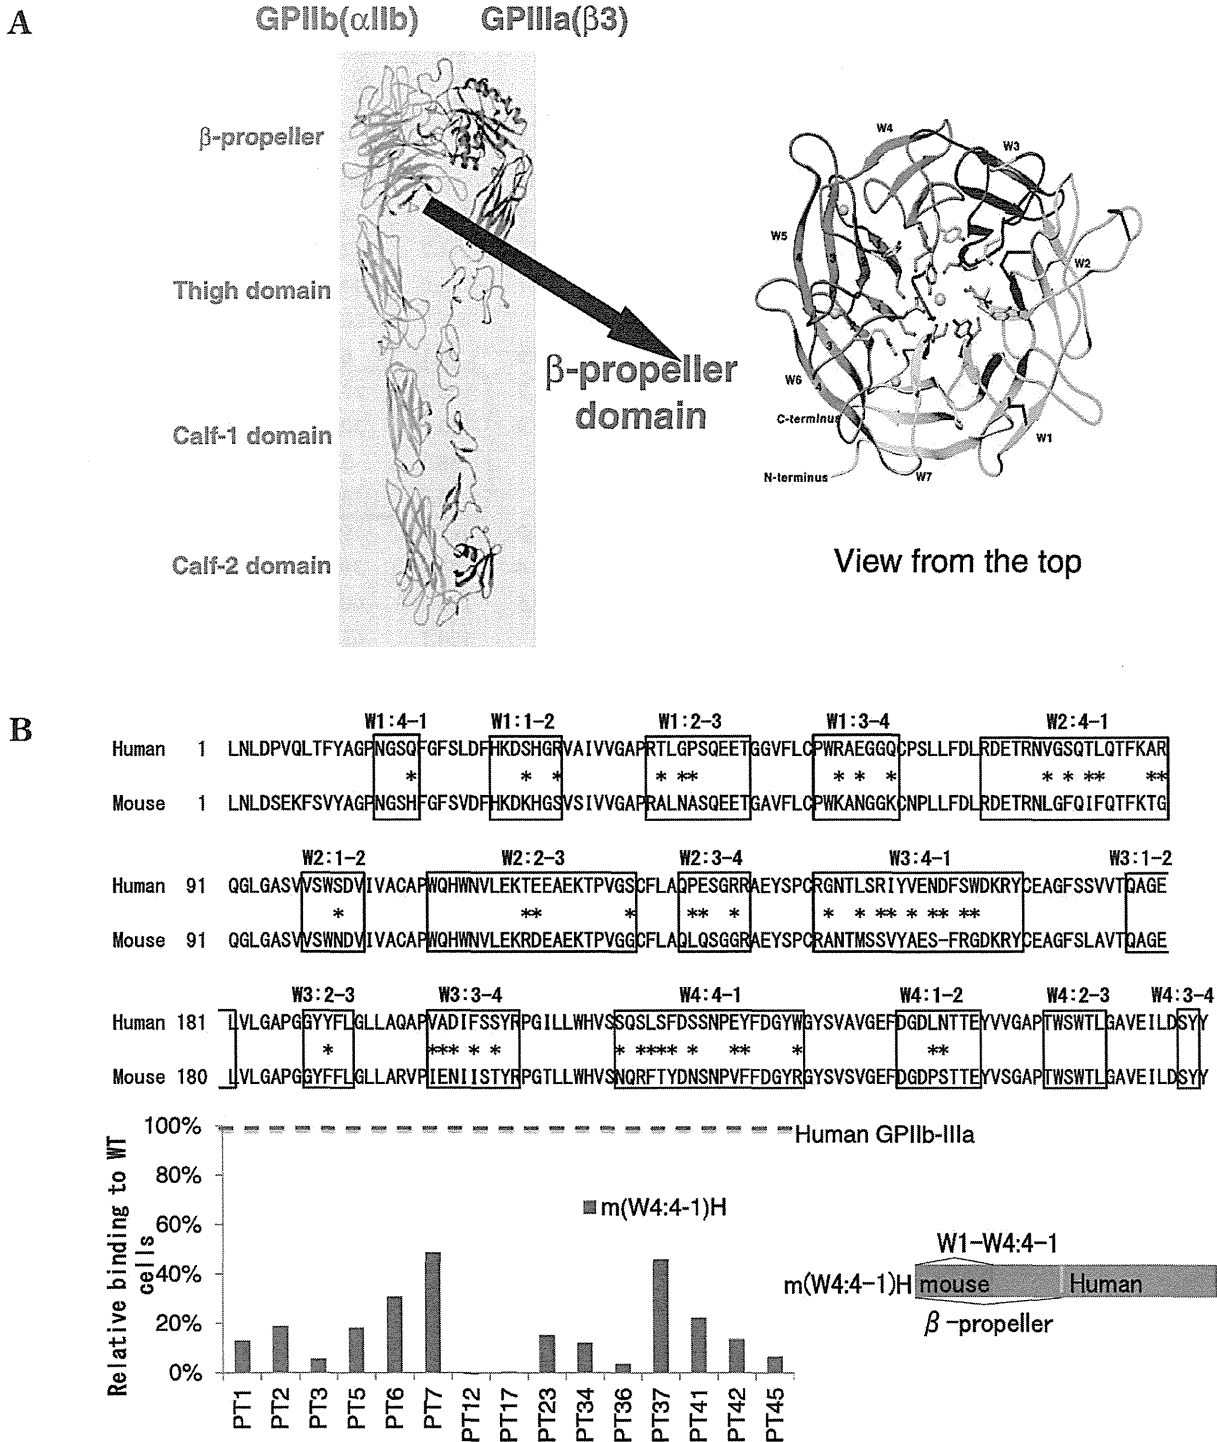 A
GPIIb(αIIb)
GPIIIa(β3)
β-propeller
Thigh domain
Calf-1 domain
Calf-2 domain
β-propeller
domain
W4
W3
W5
W2
4
3
3
W6
4
C-terminus
W1
N-terminus
W7
View from the top
B
W1:4-1 W1:1-2 W1:2-3 W1:3-4 W2:4-1
Human 1 LNLDPVQLTFYAGPNGSQFGFSLDFHKDSHGRVAIVVGAPRTLGPSQEETGGVFLCPWRAEGGQCPSLLFDLRDETRNVGSQTLQTFKAR
* * * * ** * * * * * ** **
Mouse 1 LNLDSEKFSVYAGPNGSHFGFSVDFHKDKHGSVSIVVGAPRALNASQEETGAVFLCPWKANGGKCNPLLFDLRDETRNLGFQIFQTFKTG
W2:1-2 W2:2-3 W2:3-4 W3:4-1 W3:1-2
Human 91 QGLGASVVSWSDVIVACAPWQHWNVLEKTEEAEKTPVGSCFLAQPESGRRAEYSPCRGNTLSRIYVENDFSWDKRYCEAGFSSVVTQAGE
* ** * ** * * * ** * ** **
Mouse 91 QGLGASVVSWNDVIVACAPWQHWNVLEKRDEAEKTPVGGCFLAQLQSGGRAEYSPCRANTMSSVYAES-FRGDKRYCEAGFSLAVTQAGE
W3:2-3 W3:3-4 W4:4-1 W4:1-2 W4:2-3 W4:3-4
Human 181 LVLGAPGGYYFLGLLAQAPVADIFSSYRPGILLWHVSSQSLSFDSSNPEYFDGYWGYSVAVGEFDGDLNTTEYVVGAPTWSWTLGAVEILDSYY
* *** * * * **** * ** * **
Mouse 180 LVLGAPGGYFFLGLLARVPIENIISTYRPGTLLWHVSNQRFTYDNSNPVFFDGYRGYSVSVGEFDGDPSTTEYVSGAPTWSWTLGAVEILDSYY
Relative binding to WT
cells
100%
80%
60%
40%
20%
0%
Human GPIIb-IIIa
m(W4:4-1)H
PT1 PT2 PT3 PT5 PT6 PT7 PT12 PT17 PT23 PT34 PT36 PT37 PT41 PT42 PT45
W1-W4:4-1
m(W4:4-1)H mouse Human
β-propeller